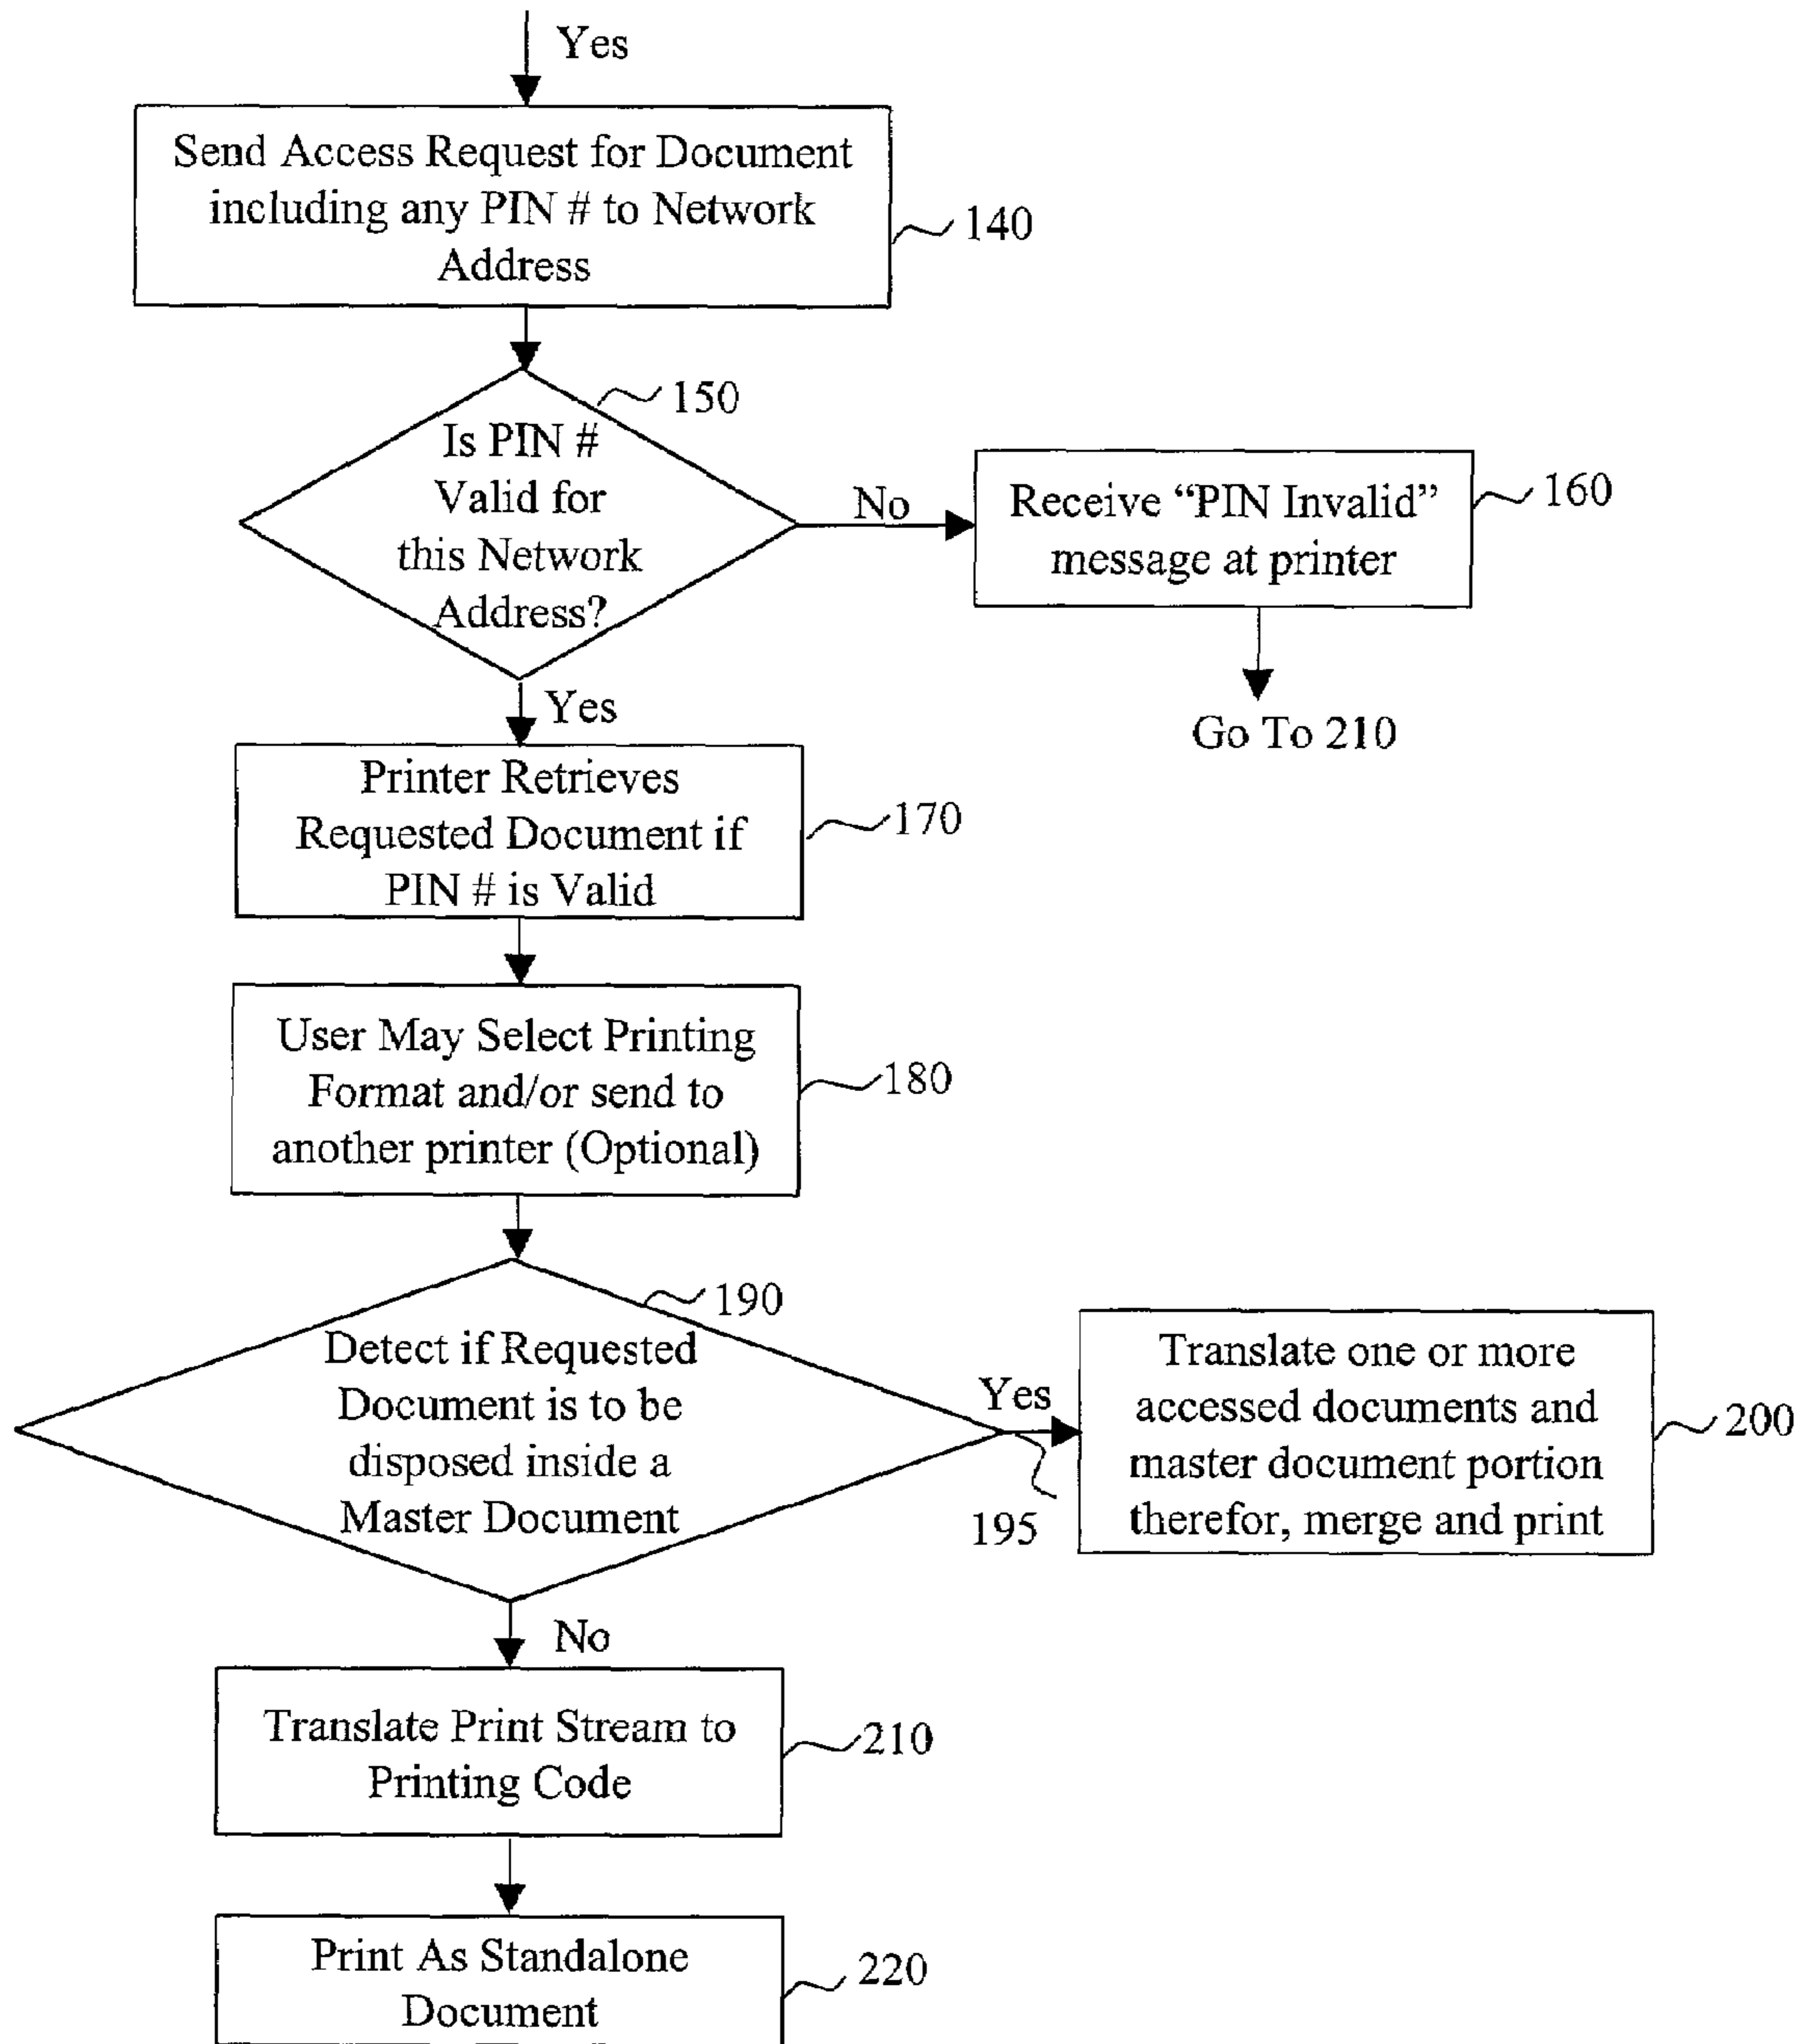 Yes
Send Access Request for Document
including any PIN # to Network
Address
140
150
Is PIN #
Valid for
this Network
Address?
No
Receive “PIN Invalid”
message at printer
160
Go To 210
Yes
Printer Retrieves
Requested Document if
PIN # is Valid
170
User May Select Printing
Format and/or send to
another printer (Optional)
180
190
Detect if Requested
Document is to be
disposed inside a
Master Document
Yes
195
Translate one or more
accessed documents and
master document portion
therefor, merge and print
200
No
Translate Print Stream to
Printing Code
210
Print As Standalone
Document
220